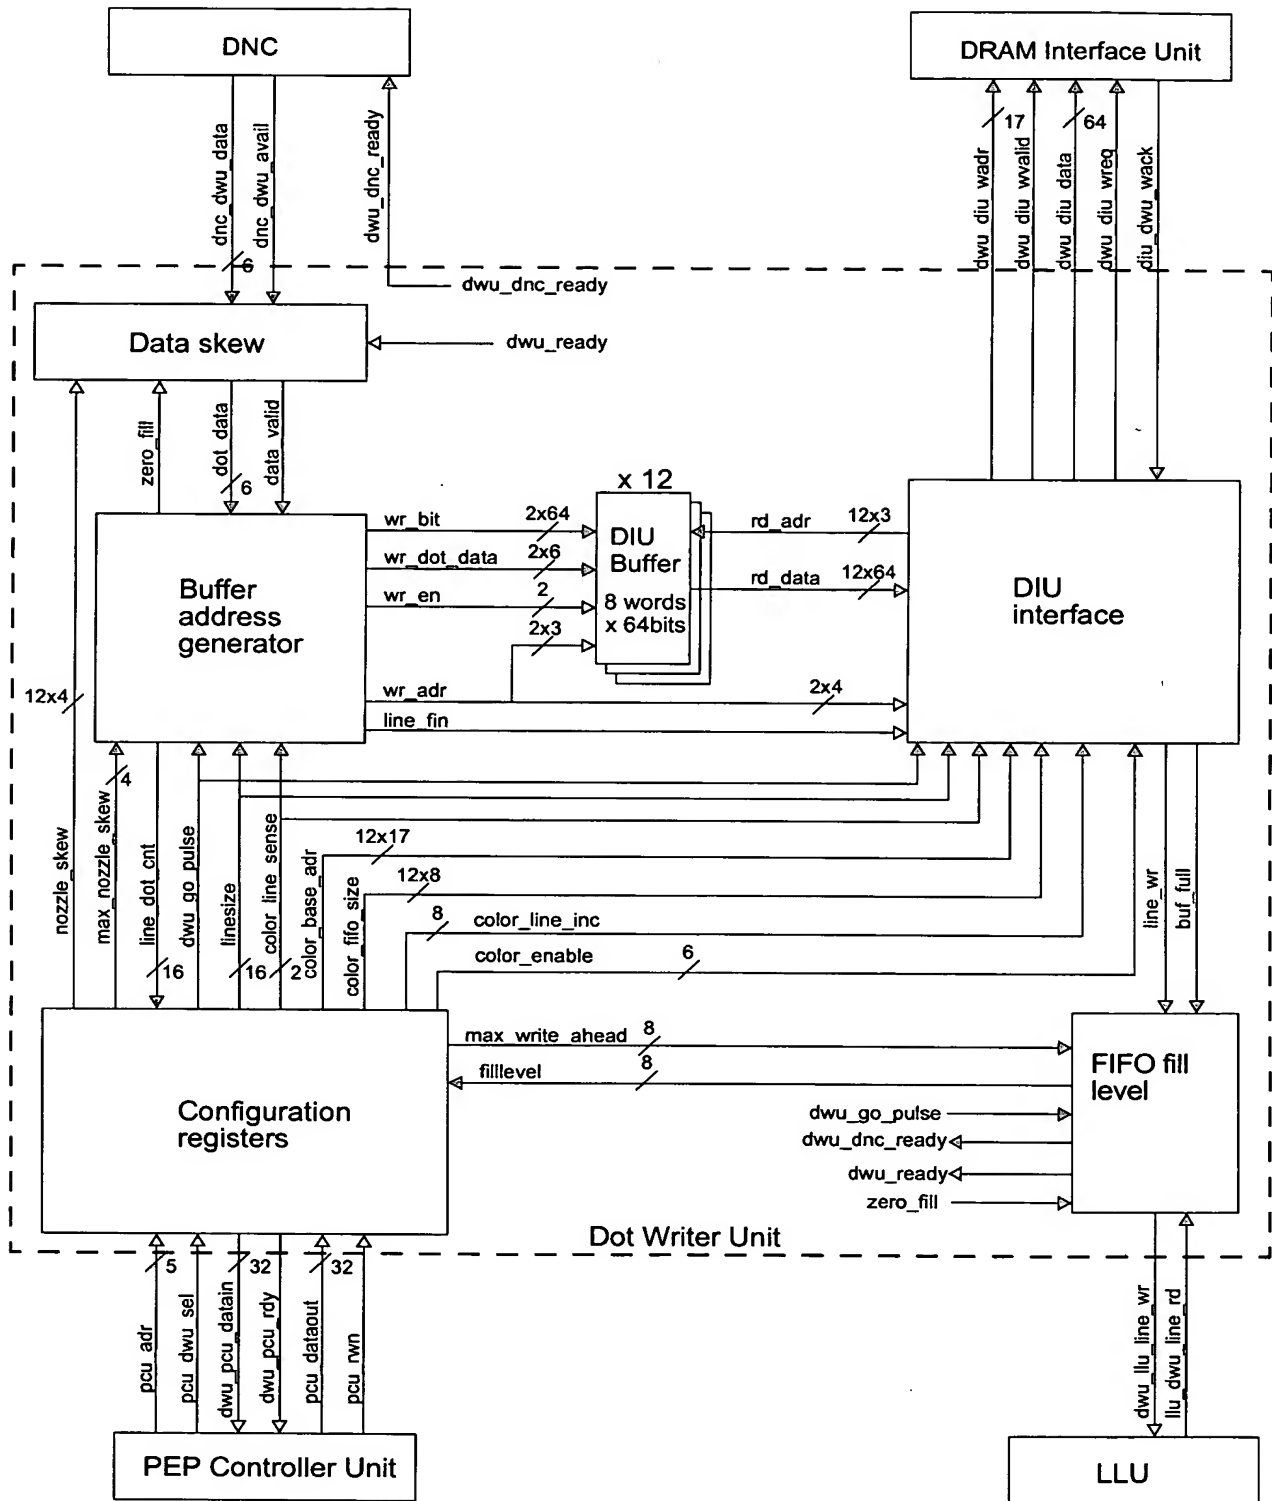 DNC
DRAM Interface Unit
dnc_dwu_data
dnc_dwu_avail
dwu_dnc_ready
6
17
64
dwu_diu_wadr
dwu_diu_wvalid
dwu_diu_data
dwu_diu_wreq
diu_dwu_wack
dwu_dnc_ready
Data skew
dwu_ready
zero_fill
dot_data
data_valid
6
x 12
wr_bit
2x64
wr_dot_data
2x6
wr_en
2
2x3
wr_adr
2x4
line_fin
Buffer
address
generator
DIU
Buffer
8 words
x 64bits
rd_adr
12x3
rd_data
12x64
DIU
interface
12x4
4
nozzle_skew
max_nozzle_skew
line_dot_cnt
16
dwu_go_pulse
linesize
16
color_line_sense
2
color_base_adr
12x17
color_fifo_size
12x8
8
color_line_inc
color_enable
6
line_wr
buf_full
Configuration
registers
max_write_ahead
8
filllevel
8
FIFO fill
level
dwu_go_pulse
dwu_dnc_ready
dwu_ready
zero_fill
Dot Writer Unit
5
32
32
pcu_adr
pcu_dwu_sel
dwu_pcu_datain
dwu_pcu_rdy
pcu_dataout
pcu_rwn
dwu_llu_line_wr
llu_dwu_line_rd
PEP Controller Unit
LLU